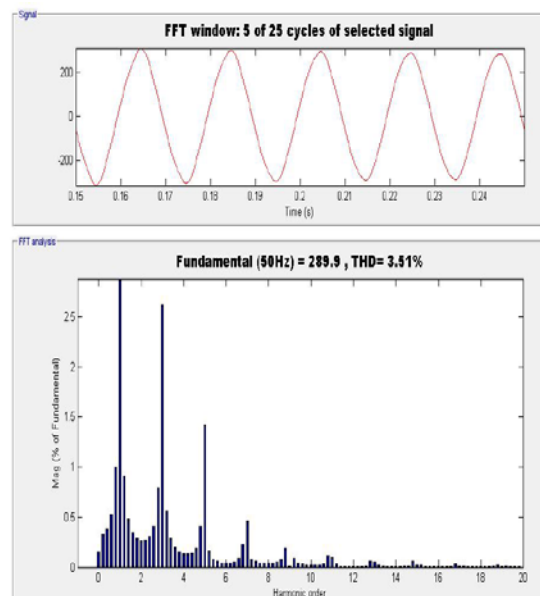 Signal
FFT window: 5 of 25 cycles of selected signal
200
0
-200
0.15 0.16 0.17 0.18 0.19 0.2 0.21 0.22 0.23 0.24
Time (s)
FFT analysis
Fundamental (50Hz) = 289.9 , THD= 3.51%
2.5
2
1.5
1
0.5
0
Mag (% of Fundamental)
0 2 4 6 8 10 12 14 16 18 20
Harmonic order